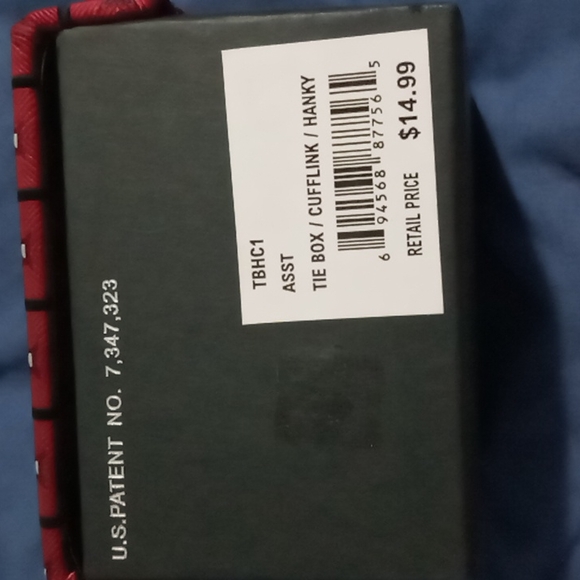 TBHC1
ASST
TIE BOX / CUFFLINK / HANKY
6 94568 87756 5
RETAIL PRICE $14.99
U.S.PATENT NO. 7,347,323